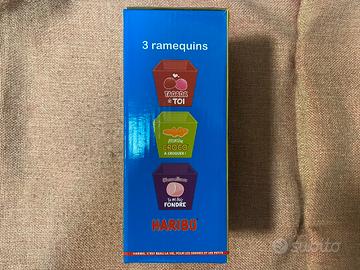 3 ramequins
TAGADA
& TOI
CROCO
À CROQUER !
FONDRE
HARIBO
HARIBO, C'EST BEAU LA VIE, POUR LES GRANDS ET LES PETITS
subito